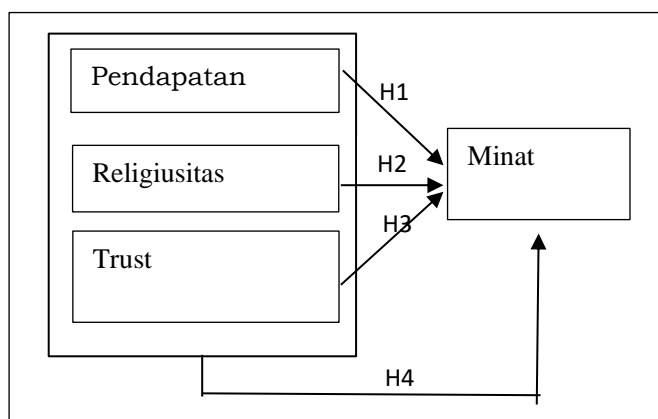 Pendapatan
H1
Minat
Religiusitas
H2
H3
Trust
H4